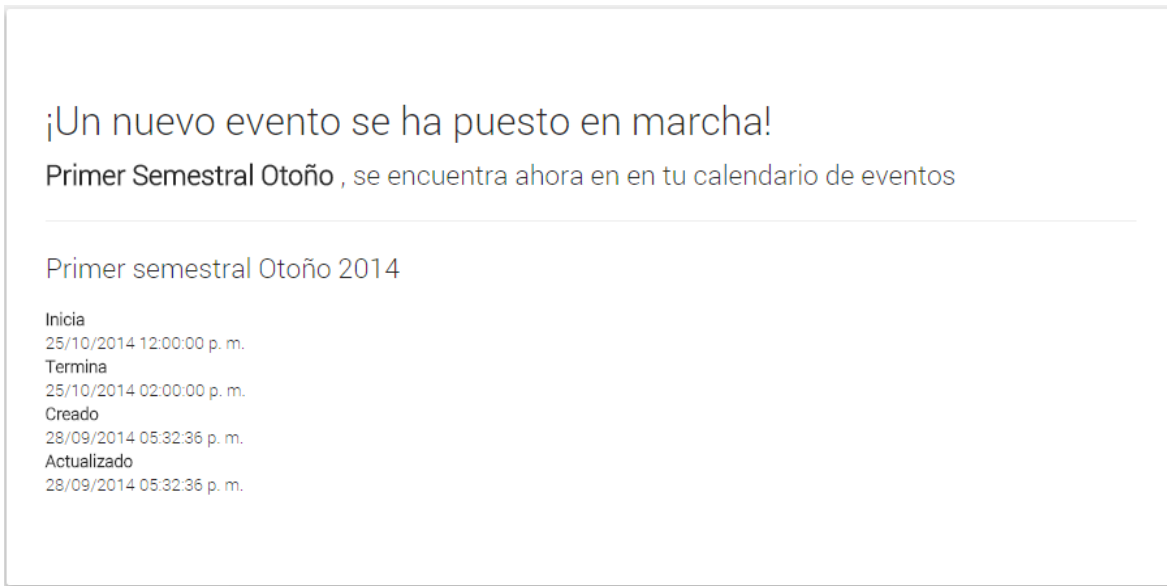 ¡Un nuevo evento se ha puesto en marcha!
Primer Semestral Otoño , se encuentra ahora en en tu calendario de eventos
Primer semestral Otoño 2014
Inicia
25/10/2014 12:00:00 p. m.
Termina
25/10/2014 02:00:00 p. m.
Creado
28/09/2014 05:32:36 p. m.
Actualizado
28/09/2014 05:32:36 p. m.